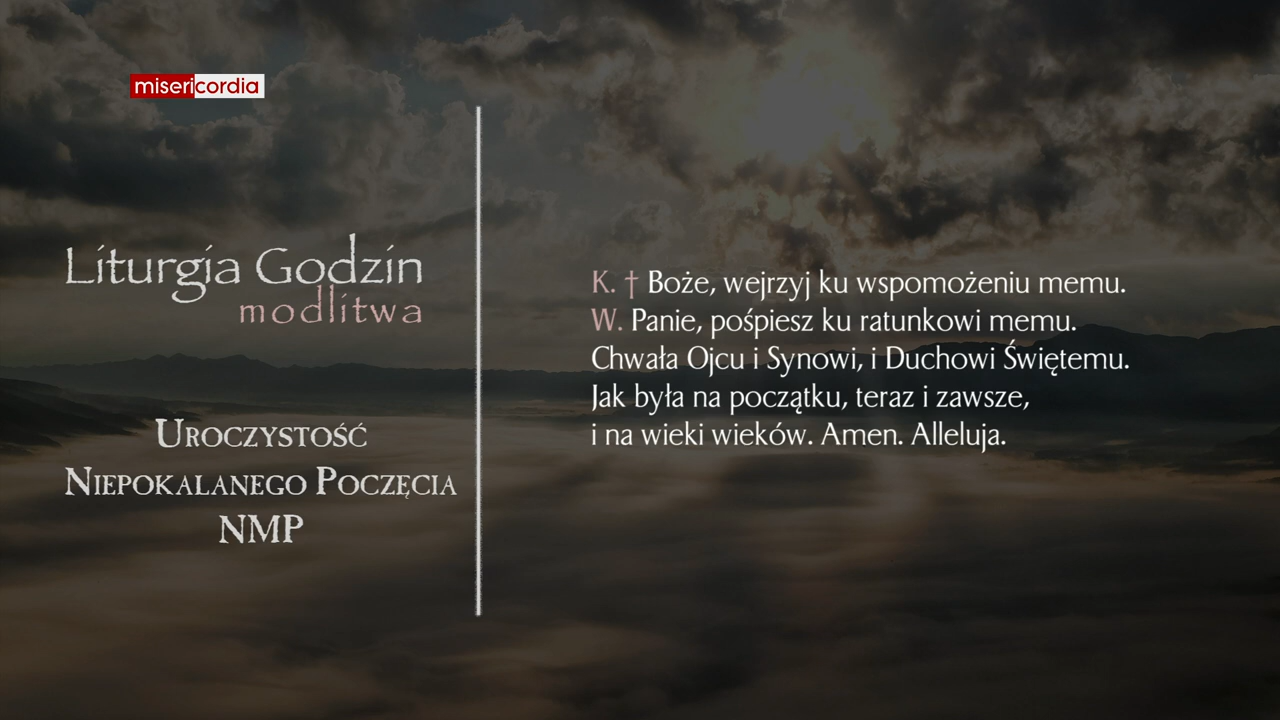 misericordia
Liturgia Godzin
modlitwa
Uroczystość
Niepokalanego Poczęcia
NMP
K. † Boże, wejrzyj ku wspomożeniu memu.
W. Panie, pośpiesz ku ratunkowi memu.
Chwała Ojcu i Synowi, i Duchowi Świętemu.
Jak była na początku, teraz i zawsze,
i na wieki wieków. Amen. Alleluja.